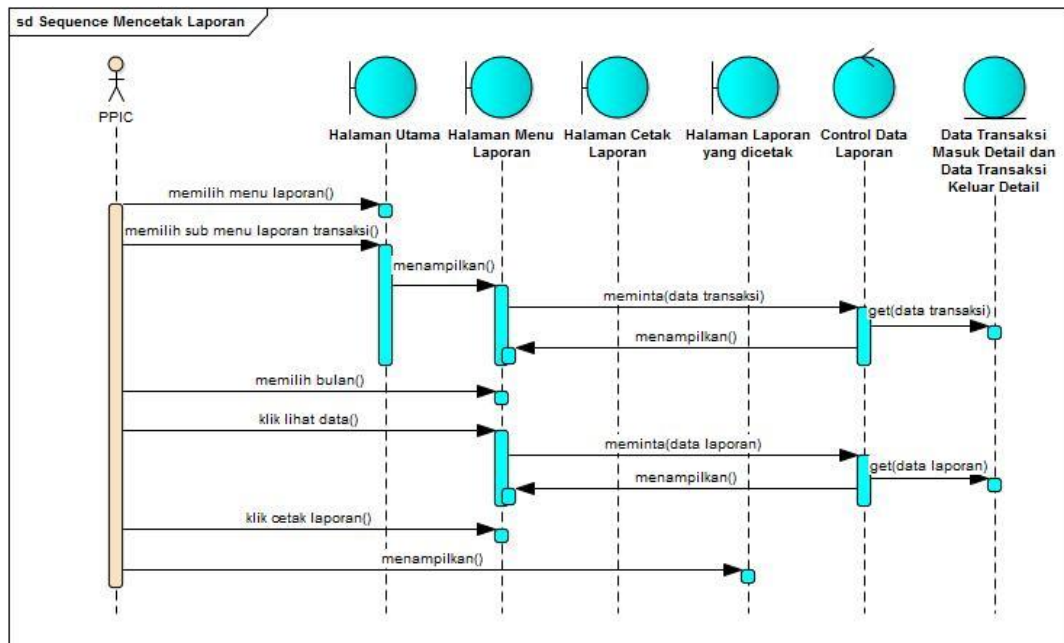 sd Sequence Mencetak Laporan
PPIC
Halaman Utama
Halaman Menu
Laporan
Halaman Cetak
Laporan
Halaman Laporan
yang dicetak
Control Data
Laporan
Data Transaksi
Masuk Detail dan
Data Transaksi
Keluar Detail
memilih menu laporan()
memilih sub menu laporan transaksi()
menampilkan()
meminta(data transaksi)
get(data transaksi)
menampilkan()
memilih bulan()
klik lihat data()
meminta(data laporan)
get(data laporan)
menampilkan()
klik cetak laporan()
menampilkan()